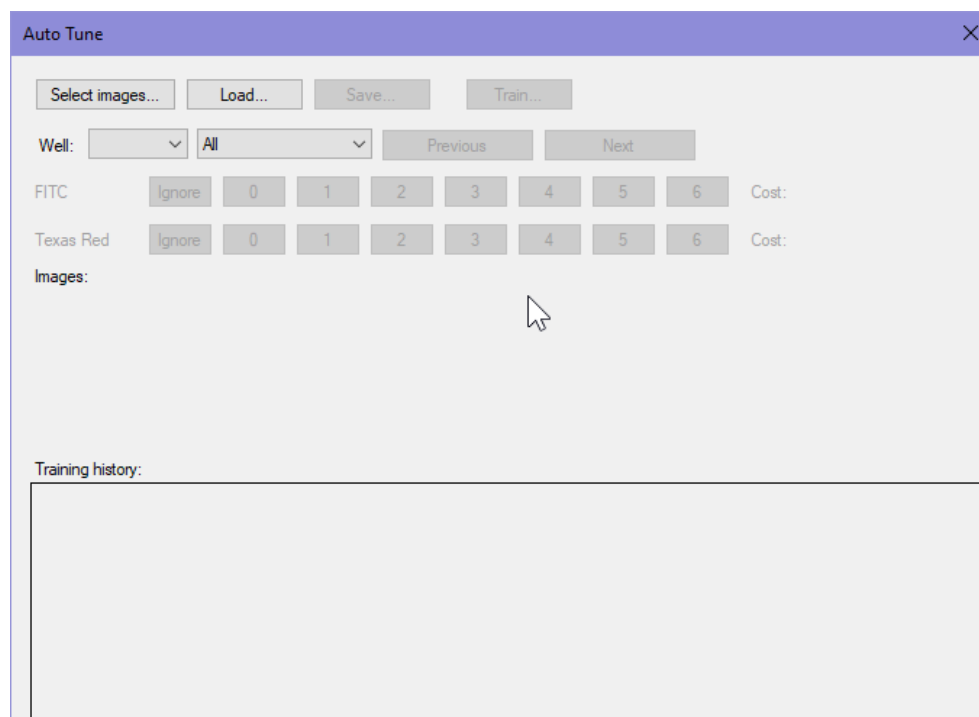 Auto Tune
Select images... Load... Save... Train...
Well: All Previous Next
FITC Ignore 0 1 2 3 4 5 6 Cost:
Texas Red Ignore 0 1 2 3 4 5 6 Cost:
Images:
Training history: